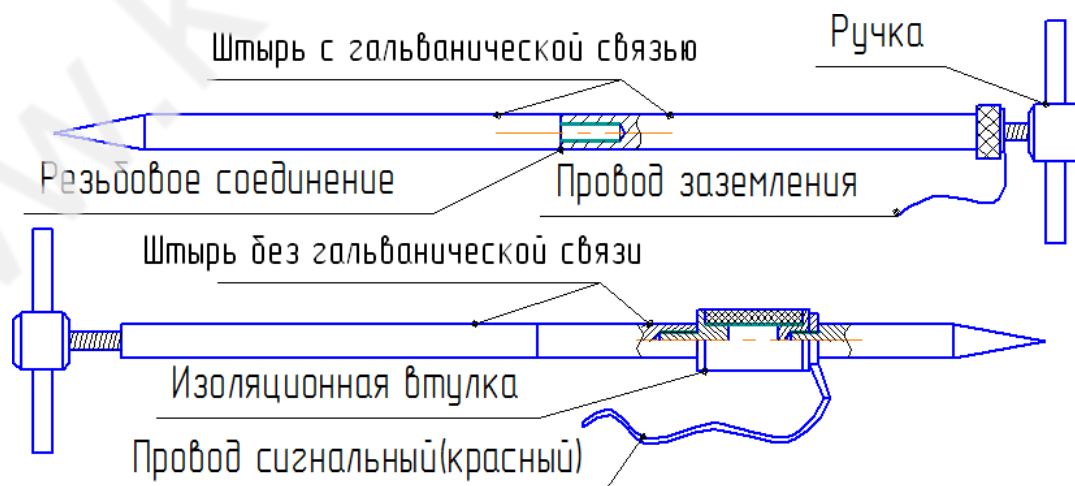 Штырь с гальванической связью
Ручка
Резьбовое соединение
Провод заземления
Штырь без гальванической связи
Изоляционная втулка
Провод сигнальный(красный)